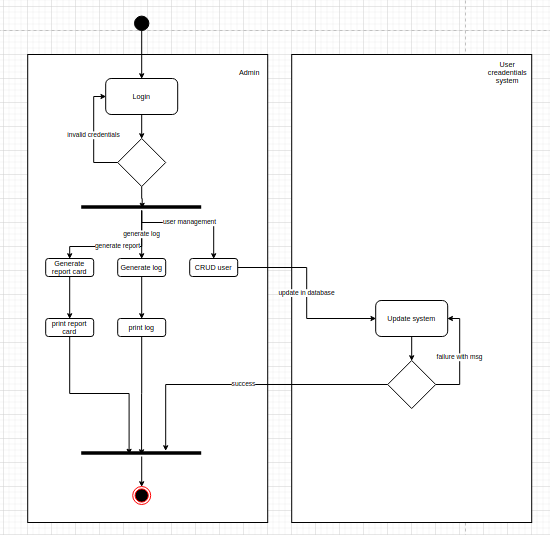 Admin
User
creadentials
system
Login
invalid credentials
user management
generate log
generate report
Generate
report card
Generate log
CRUD user
update in database
print report
card
print log
Update system
failure with msg
success